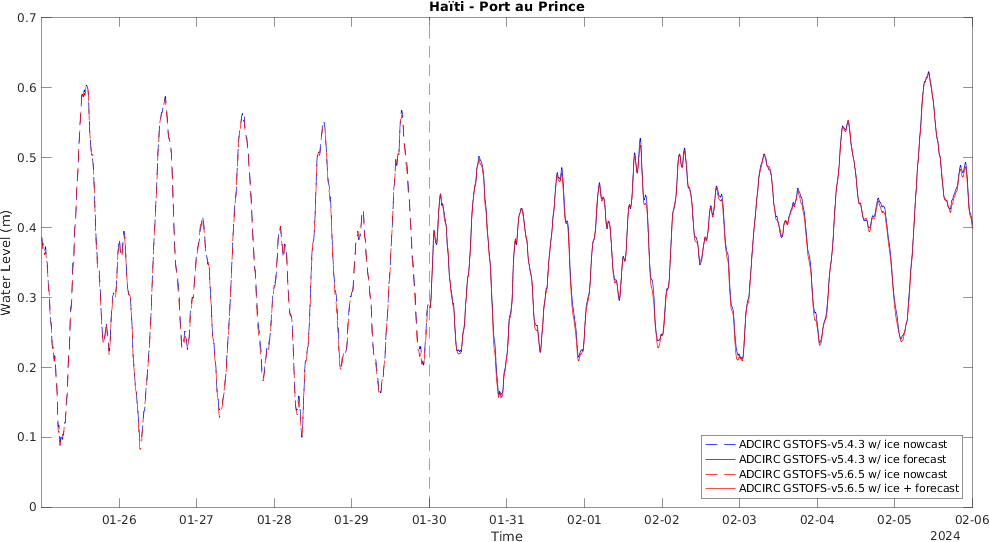 Haïti - Port au Prince
0.7
0.6
0.5
0.4
0.3
0.2
0.1
0
Water Level (m)
ADCIRC GSTOFS-v5.4.3 w/ ice nowcast
ADCIRC GSTOFS-v5.4.3 w/ ice forecast
ADCIRC GSTOFS-v5.6.5 w/ ice nowcast
ADCIRC GSTOFS-v5.6.5 w/ ice + forecast
01-26 01-27 01-28 01-29 01-30 01-31 02-01 02-02 02-03 02-04 02-05 02-06
Time
2024